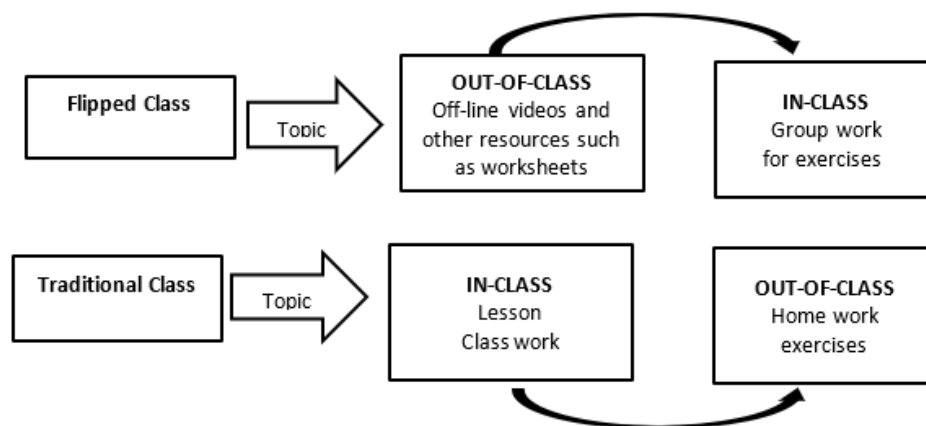 Flipped Class
Topic
OUT-OF-CLASS
Off-line videos and
other resources such
as worksheets
IN-CLASS
Group work
for exercises
Traditional Class
Topic
IN-CLASS
Lesson
Class work
OUT-OF-CLASS
Home work
exercises